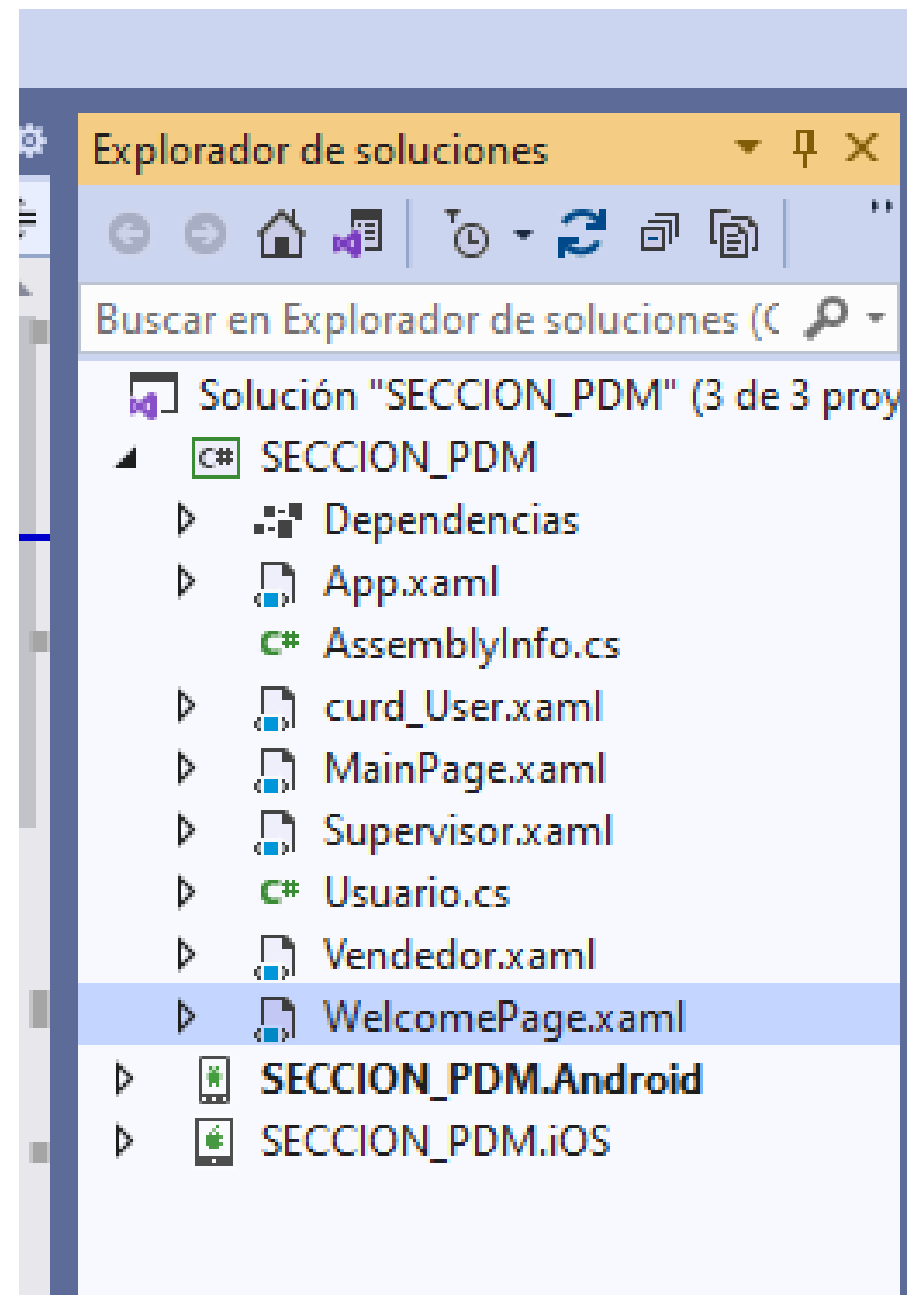 Explorador de soluciones
Buscar en Explorador de soluciones (C
Solución "SECCION_PDM" (3 de 3 proy
C# SECCION_PDM
Dependencias
App.xaml
C# AssemblyInfo.cs
curd_User.xaml
MainPage.xaml
Supervisor.xaml
C# Usuario.cs
Vendedor.xaml
WelcomePage.xaml
SECCION_PDM.Android
SECCION_PDM.iOS